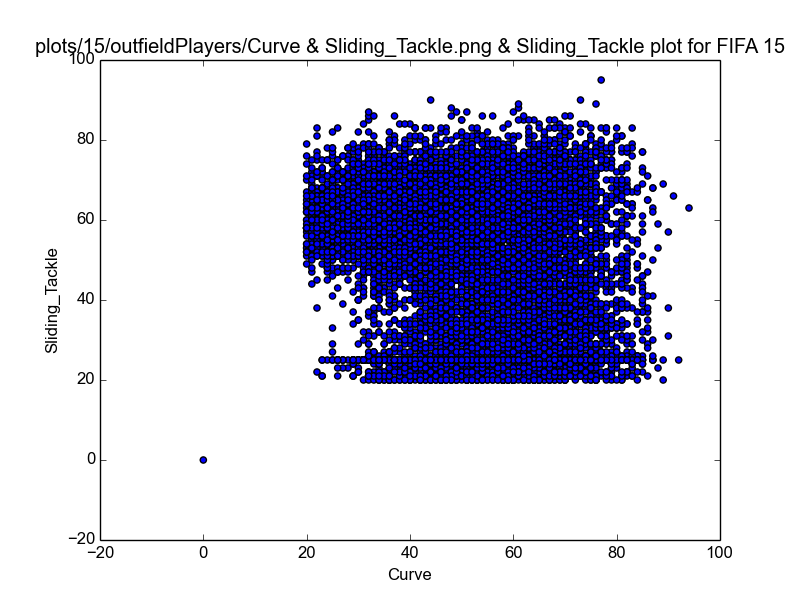 plots/15/outfieldPlayers/Curve & Sliding_Tackle.png & Sliding_Tackle plot for FIFA 15
100
80
60
40
20
0
−20
Sliding_Tackle
−20 0 20 40 60 80 100
Curve